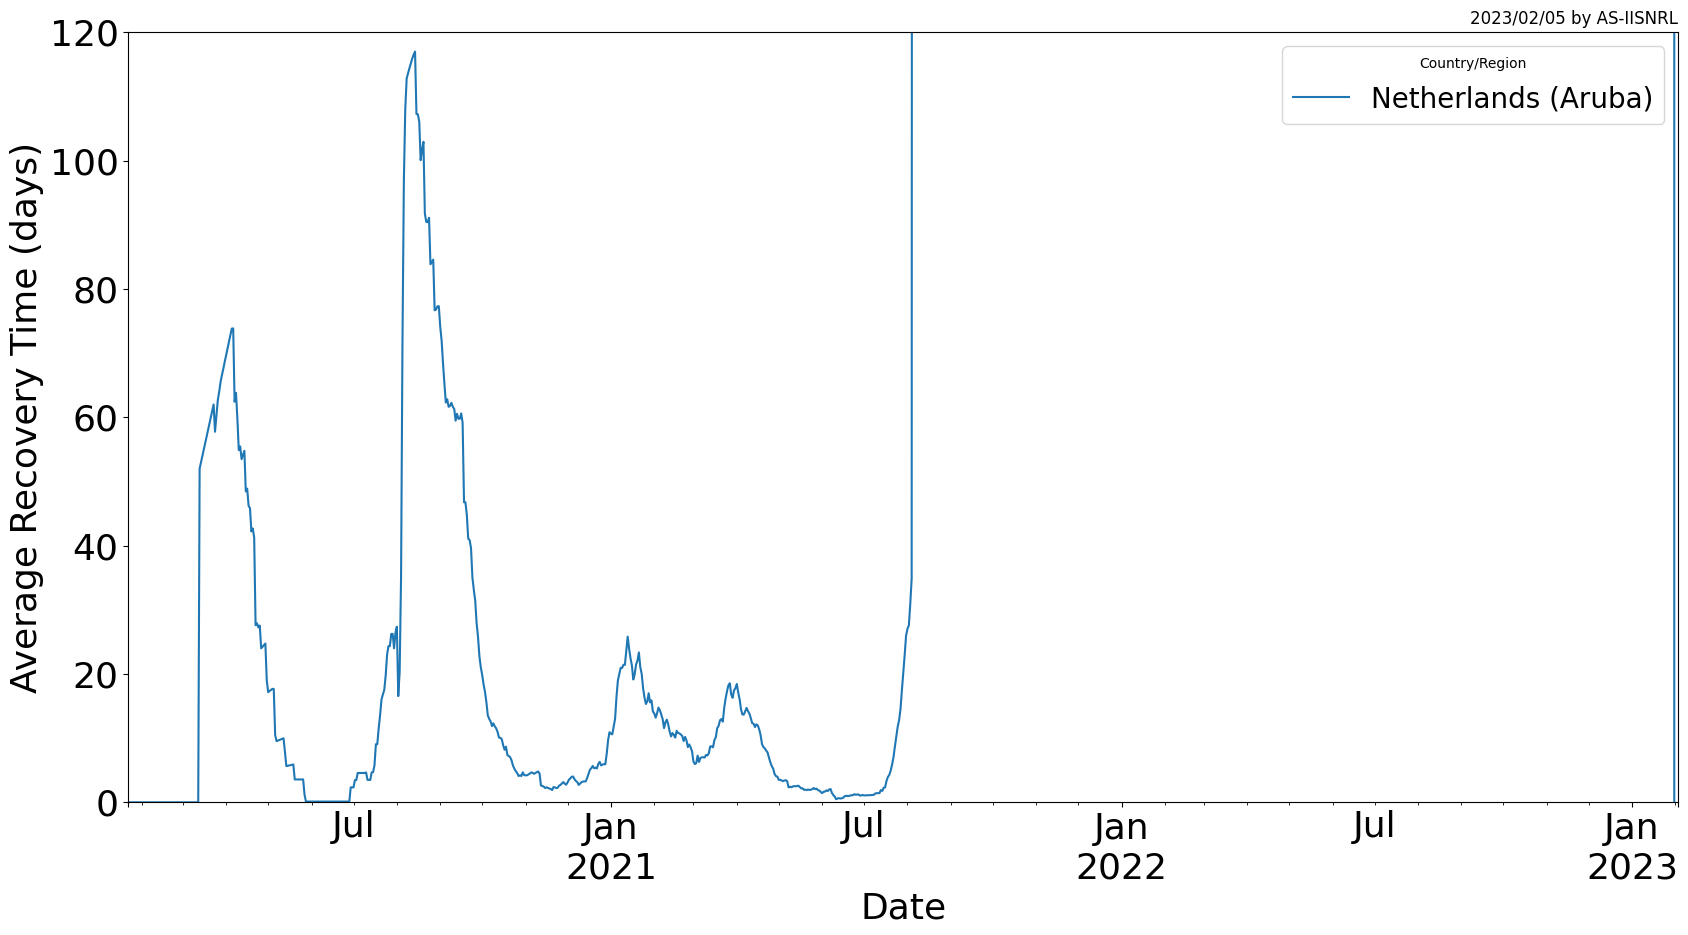 2023/02/05 by AS-IISNRL
Country/Region
Netherlands (Aruba)
Average Recovery Time (days)
120
100
80
60
40
20
0
Jul
Jan
2021
Jul
Jan
2022
Jul
Jan
2023
Date